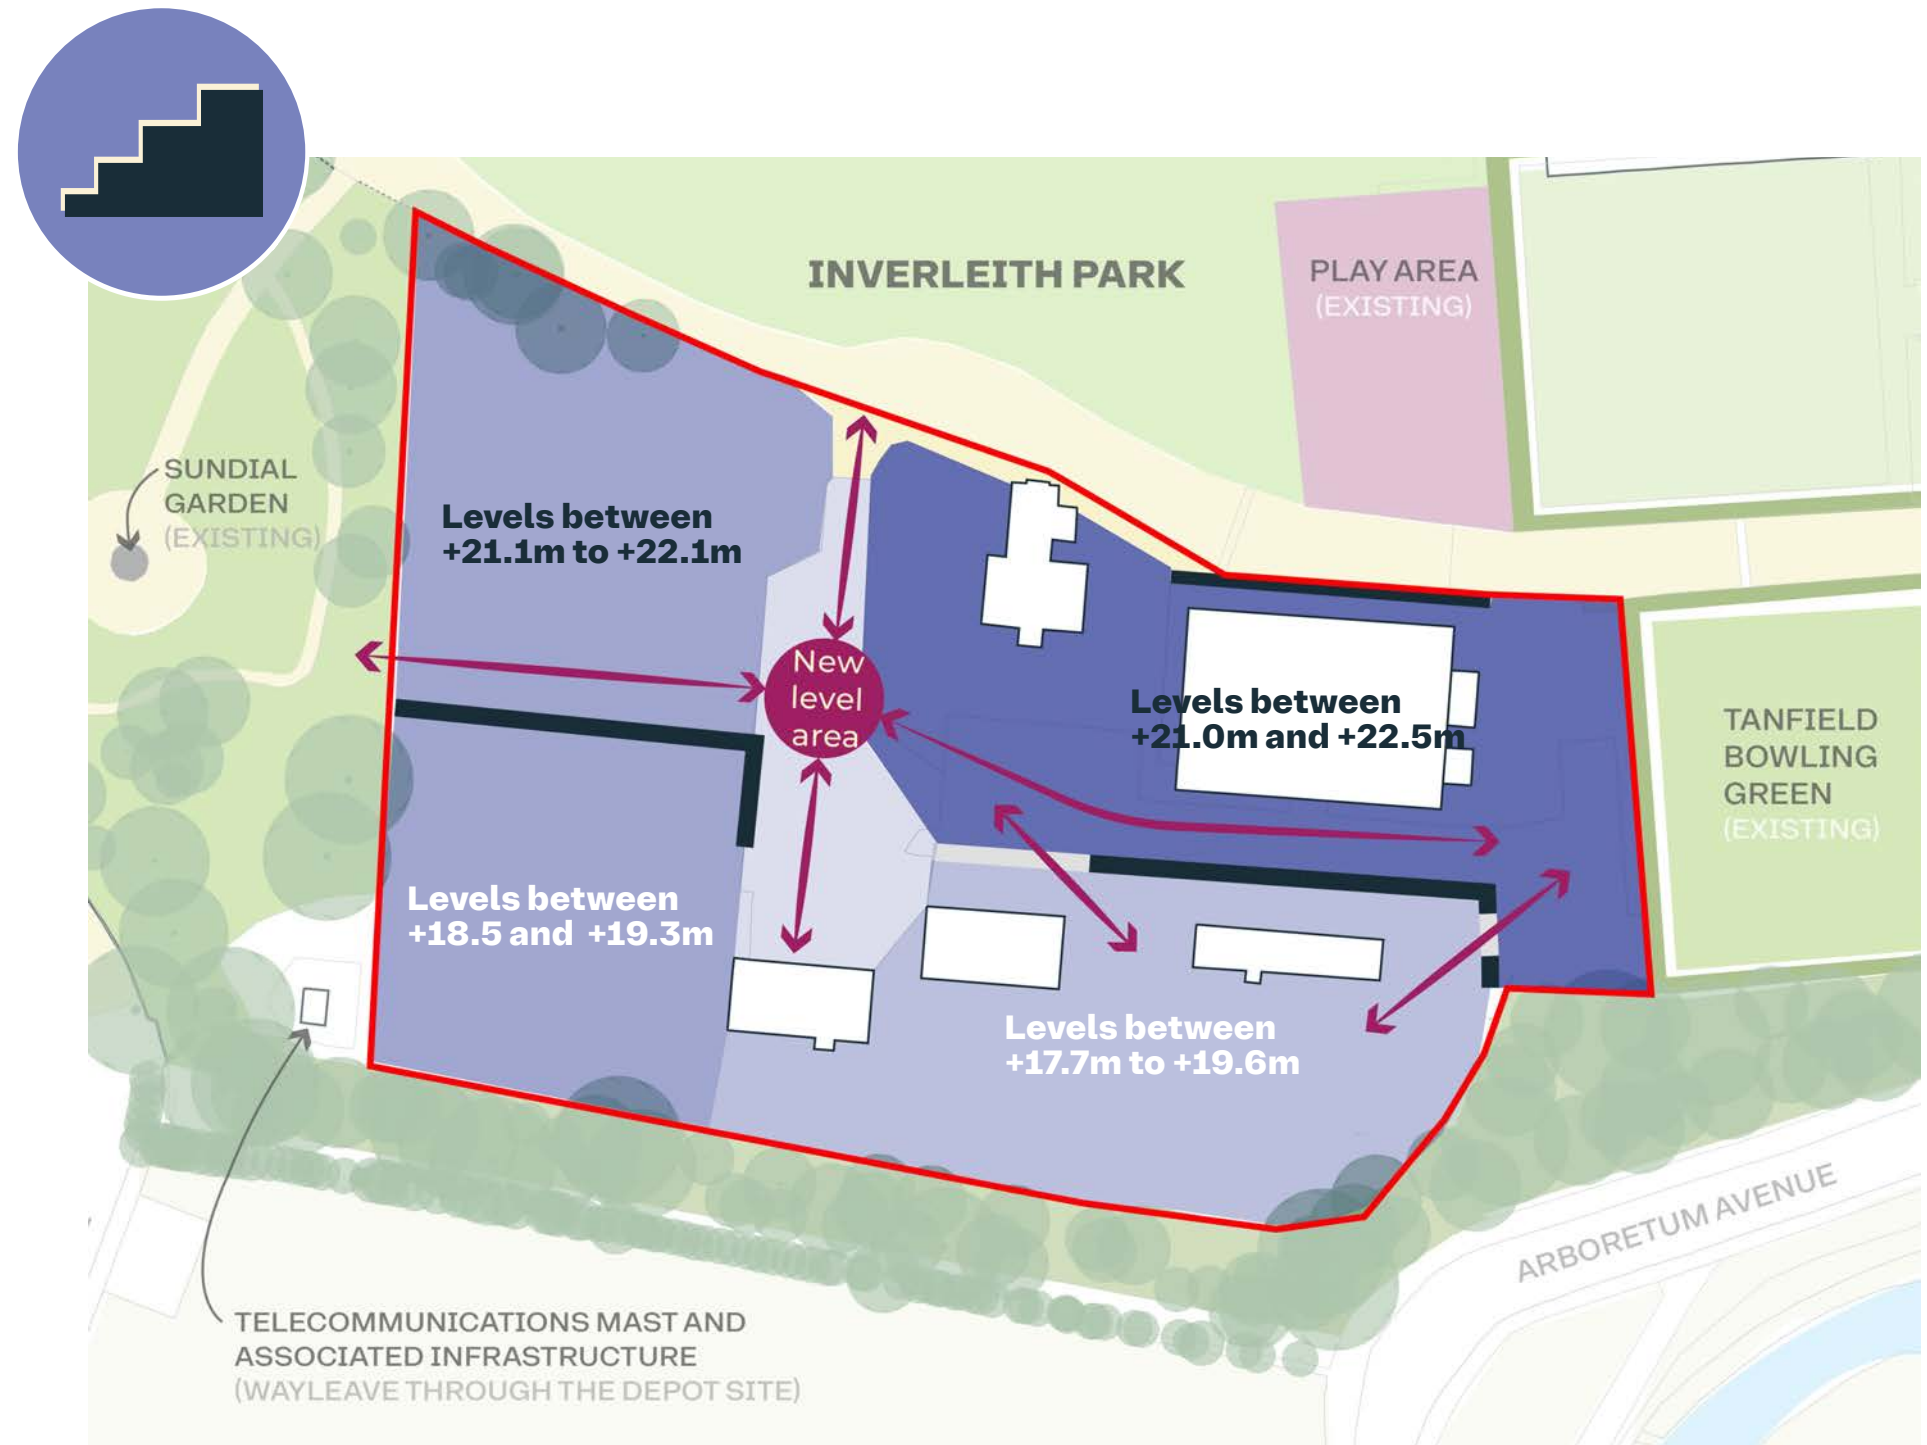 INVERLEITH PARK
PLAY AREA
(EXISTING)
SUNDIAL
GARDEN
(EXISTING)
Levels between
+21.1m to +22.1m
New
level
area
Levels between
+21.0m and +22.5m
TANFIELD
BOWLING
GREEN
(EXISTING)
Levels between
+18.5 and +19.3m
Levels between
+17.7m to +19.6m
ARBORETUM AVENUE
TELECOMMUNICATIONS MAST AND
ASSOCIATED INFRASTRUCTURE
(WAYLEAVE THROUGH THE DEPOT SITE)